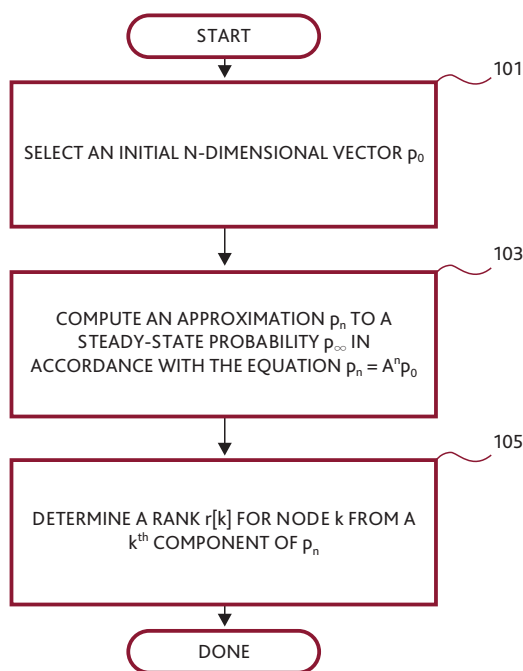 START
101
SELECT AN INITIAL N-DIMENSIONAL VECTOR p₀
103
COMPUTE AN APPROXIMATION pₙ TO A
STEADY-STATE PROBABILITY p∞ IN
ACCORDANCE WITH THE EQUATION pₙ = Aⁿp₀
105
DETERMINE A RANK r[k] FOR NODE k FROM A
kᵗʰ COMPONENT OF pₙ
DONE